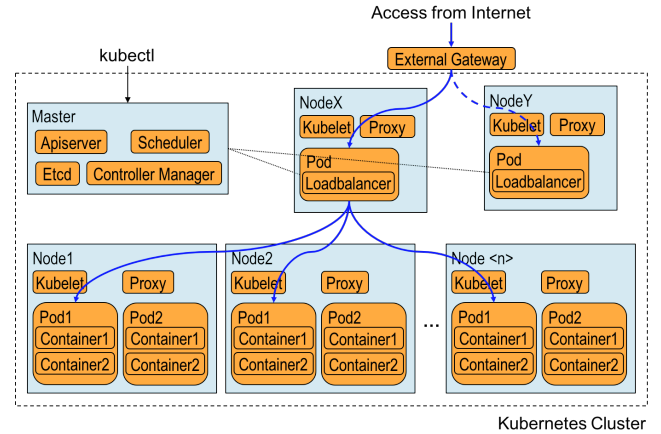 Access from Internet
External Gateway
kubectl
Master
Apiserver
Scheduler
Etcd
Controller Manager
NodeX
Kubelet
Proxy
Pod
Loadbalancer
NodeY
Kubelet
Proxy
Pod
Loadbalancer
Node1
Kubelet
Proxy
Pod1
Container1
Container2
Pod2
Container1
Container2
Node2
Kubelet
Proxy
Pod1
Container1
Container2
Pod2
Container1
Container2
...
Node <n>
Kubelet
Proxy
Pod1
Container1
Container2
Pod2
Container1
Container2
Kubernetes Cluster